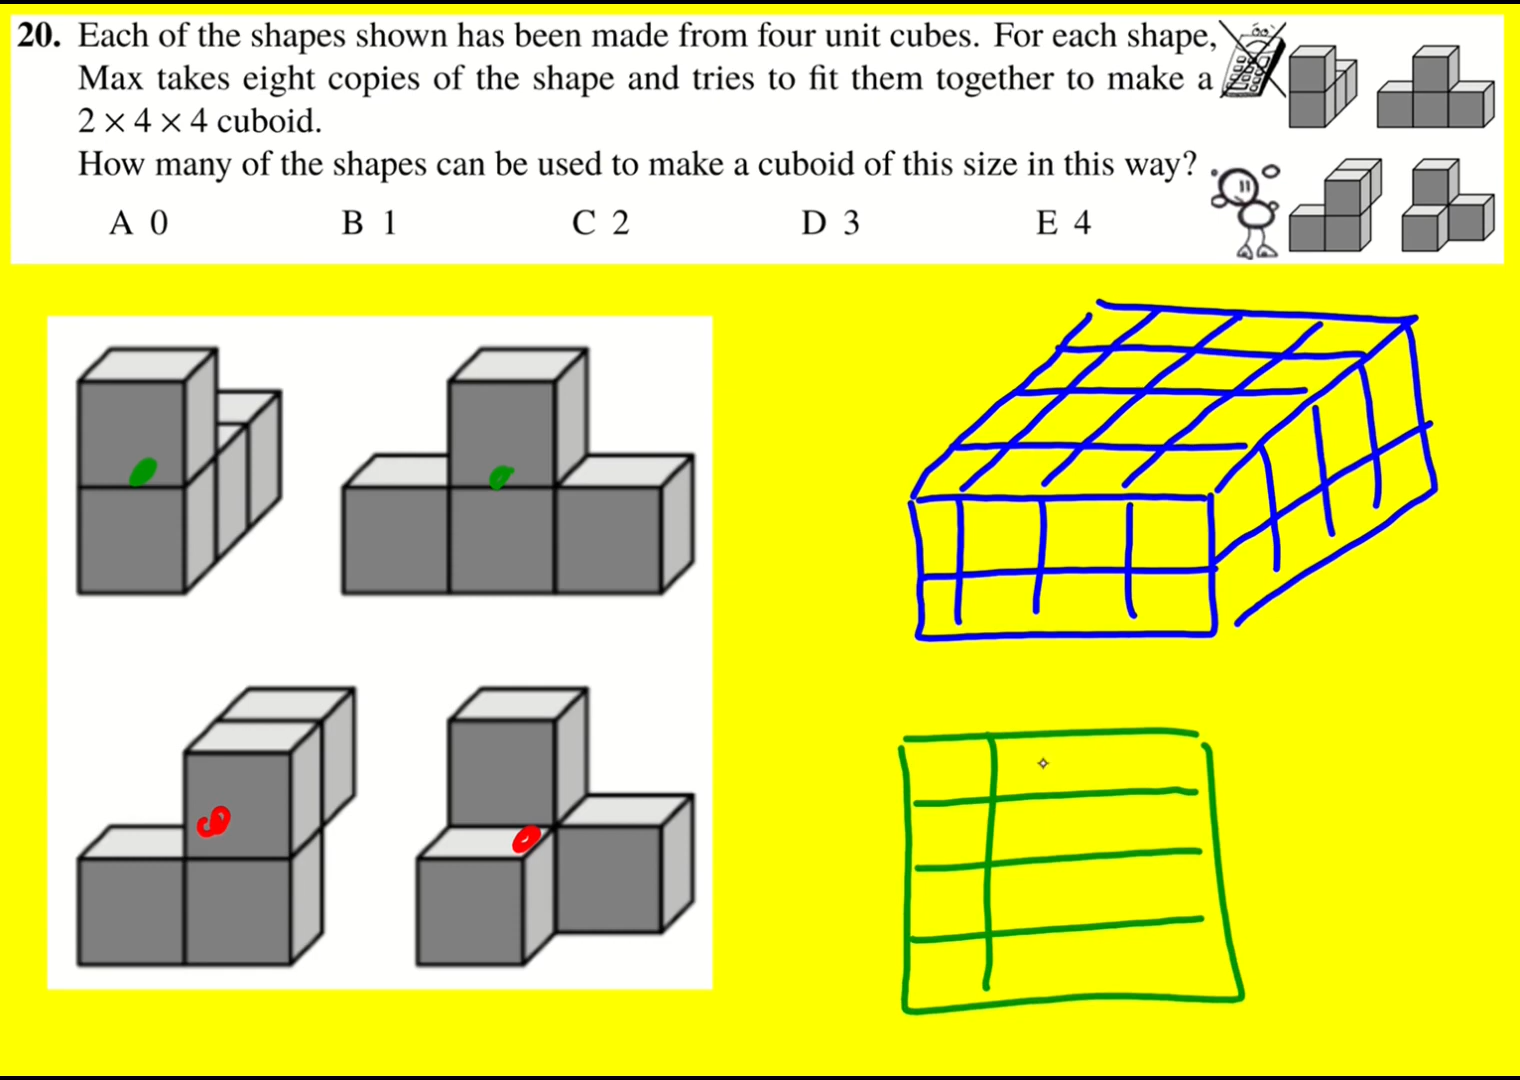 20. Each of the shapes shown has been made from four unit cubes. For each shape,
Max takes eight copies of the shape and tries to fit them together to make a
2 × 4 × 4 cuboid.
How many of the shapes can be used to make a cuboid of this size in this way?
A 0 B 1 C 2 D 3 E 4